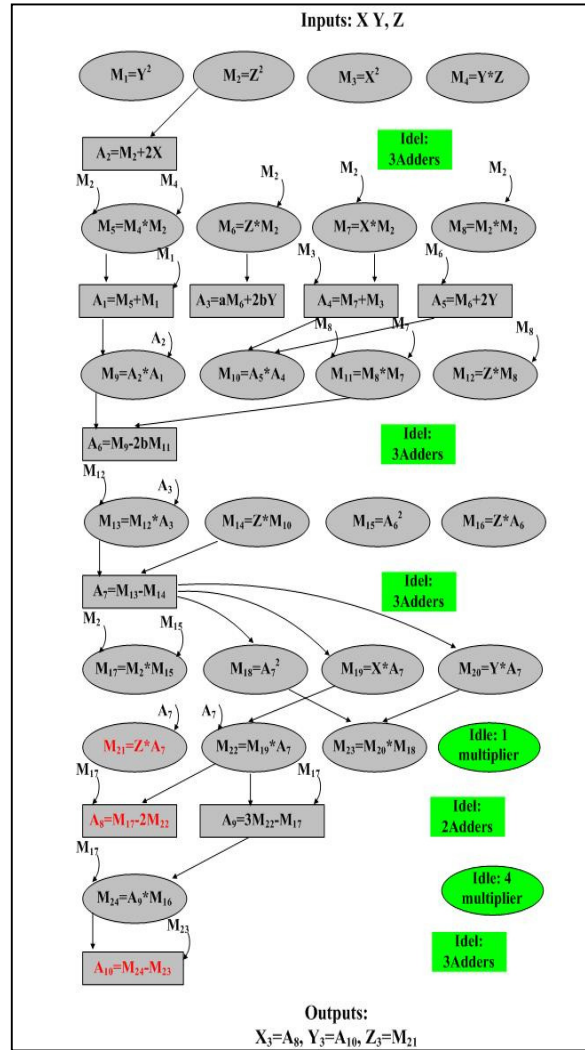 Inputs: X Y, Z
M₁=Y² M₂=Z² M₃=X² M₄=Y*Z
A₂=M₂+2X
Idel:
3Adders
M₂ M₄ M₂ M₂ M₂
M₅=M₄*M₂ M₆=Z*M₂ M₇=X*M₂ M₈=M₂*M₂
M₁ M₃ M₆
A₁=M₅+M₁ A₃=aM₆+2bY A₄=M₇+M₃ A₅=M₆+2Y
A₂ M₈ M₇ M₈
M₉=A₂*A₁ M₁₀=A₅*A₄ M₁₁=M₈*M₇ M₁₂=Z*M₈
A₆=M₉-2bM₁₁
Idel:
3Adders
M₁₂ A₃
M₁₃=M₁₂*A₃ M₁₄=Z*M₁₀ M₁₅=A₆² M₁₆=Z*A₆
A₇=M₁₃-M₁₄
Idel:
3Adders
M₂ M₁₅
M₁₇=M₂*M₁₅ M₁₈=A₇² M₁₉=X*A₇ M₂₀=Y*A₇
A₇ A₇
M₂₁=Z*A₇ M₂₂=M₁₉*A₇ M₂₃=M₂₀*M₁₈
Idle: 1
multiplier
M₁₇ M₁₇
A₈=M₁₇-2M₂₂ A₉=3M₂₂-M₁₇
Idel:
2Adders
M₁₇
M₂₄=A₉*M₁₆
Idle: 4
multiplier
M₂₃
A₁₀=M₂₄-M₂₃
Idel:
3Adders
Outputs:
X₃=A₈, Y₃=A₁₀, Z₃=M₂₁